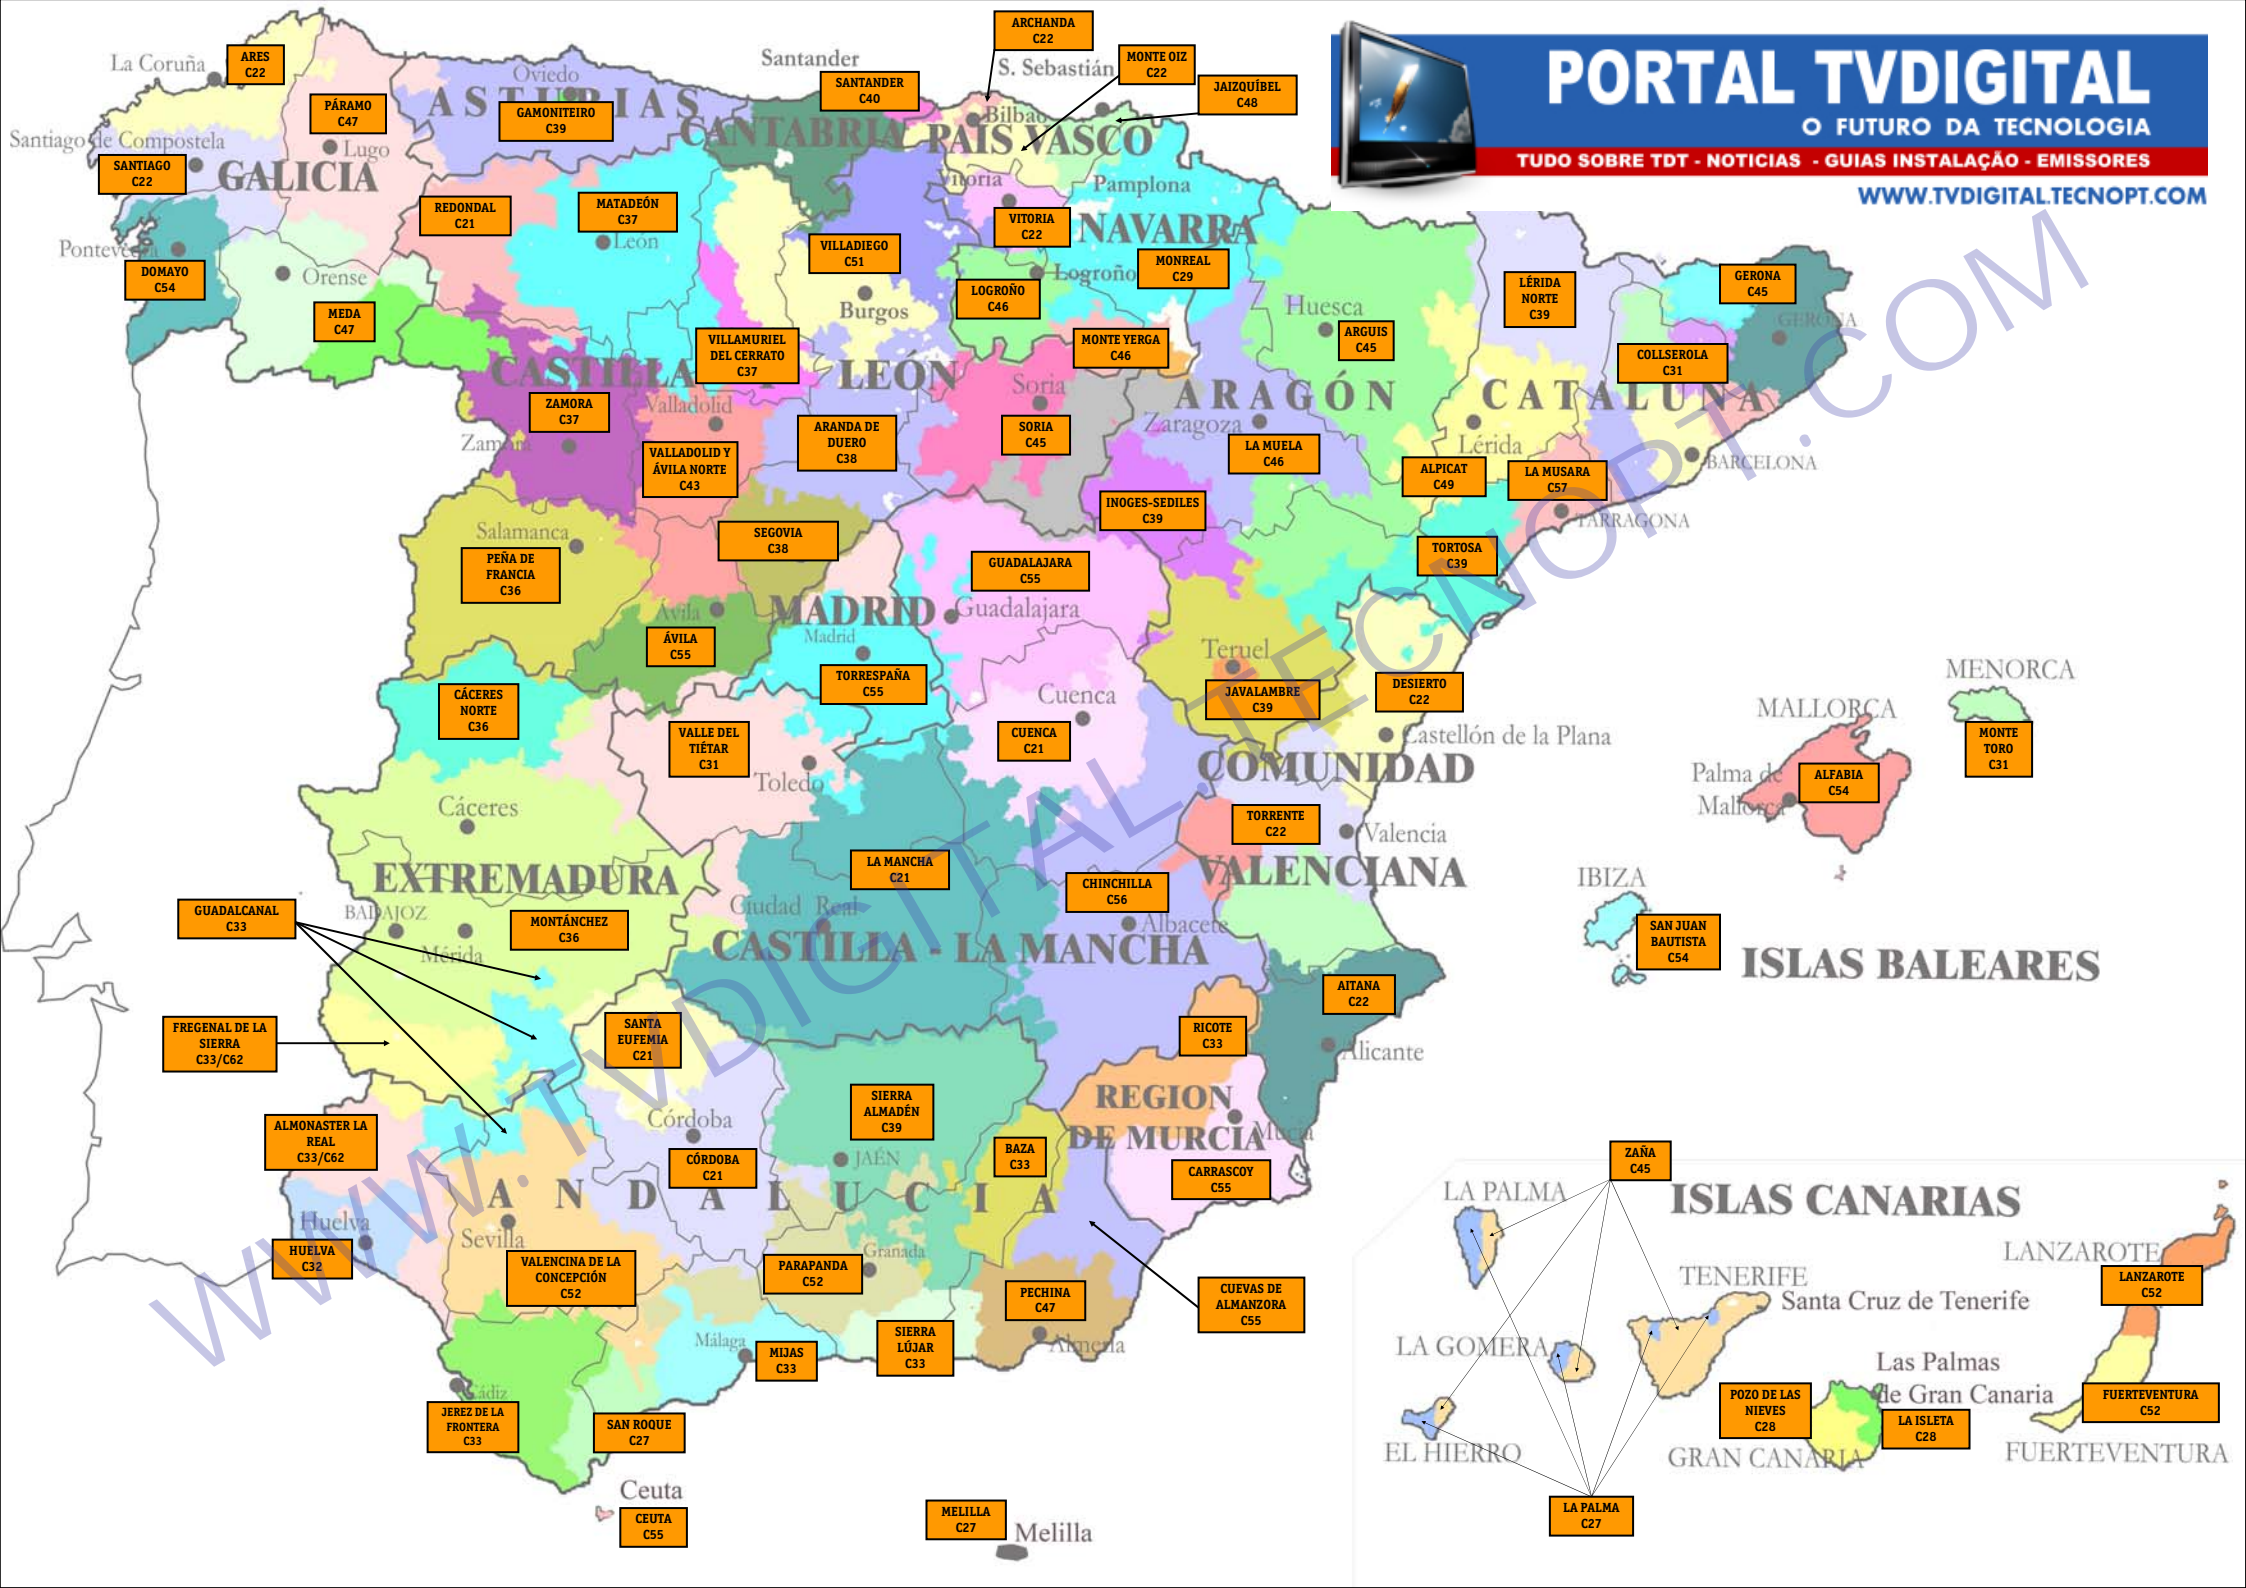 ARCHANDA
C22
MONTE OIZ
C22
JAIZQUÍBEL
C48
PORTAL TVDIGITAL
O FUTURO DA TECNOLOGIA
TUDO SOBRE TDT - NOTICIAS - GUIAS INSTALAÇÃO - EMISSORES
WWW.TVDIGITAL.TECNOPT.COM
La Coruña
ARES
C22
Oviedo
ASTURIAS
GAMONITEIRO
C39
Santander
SANTANDER
C40
CANTABRIA
S. Sebastián
Bilbao
PAIS VASCO
PÁRAMO
C47
Lugo
Santiago de Compostela
SANTIAGO
C22
GALICIA
Vitoria
VITORIA
C22
Pamplona
NAVARRA
MONREAL
C29
REDONDAL
C21
MATADEÓN
C37
León
VILLADIEGO
C51
Burgos
Pontevedra
DOMAYO
C54
Orense
MEDA
C47
LOGROÑO
C46
Logroño
MONTE YERGA
C46
Huesca
ARGUIS
C45
LÉRIDA
NORTE
C39
GERONA
C45
GERONA
COLLSEROLA
C31
CATALUNA
VILLAMURIEL
DEL CERRATO
C37
CASTILLA Y LEÓN
ZAMORA
C37
Zamora
Valladolid
VALLADOLID Y
ÁVILA NORTE
C43
ARANDA DE
DUERO
C38
Soria
SORIA
C45
ARAGÓN
Zaragoza
LA MUELA
C46
Lérida
ALPICAT
C49
LA MUSARA
C57
BARCELONA
TARRAGONA
INOGES-SEDILES
C39
TORTOSA
C39
Salamanca
PEÑA DE
FRANCIA
C36
SEGOVIA
C38
GUADALAJARA
C55
Guadalajara
MADRID
Madrid
TORRESPAÑA
C55
Ávila
ÁVILA
C55
Teruel
JAVALAMBRE
C39
DESIERTO
C22
Castellón de la Plana
CÁCERES
NORTE
C36
VALLE DEL
TIÉTAR
C31
Toledo
Cuenca
CUENCA
C21
COMUNIDAD
VALENCIANA
TORRENTE
C22
Valencia
MENORCA
MONTE
TORO
C31
MALLORCA
Palma de
Mallorca
ALFABIA
C54
IBIZA
SAN JUAN
BAUTISTA
C54
ISLAS BALEARES
Cáceres
EXTREMADURA
BADAJOZ
Mérida
MONTÁNCHEZ
C36
GUADALCANAL
C33
LA MANCHA
C21
Ciudad Real
CASTILLA - LA MANCHA
CHINCHILLA
C56
Albacete
AITANA
C22
Alicante
RICOTE
C33
FREGENAL DE LA
SIERRA
C33/C62
SANTA
EUFEMIA
C21
REGION
DE MURCIA
Mucia
CARRASCOY
C55
ALMONASTER LA
REAL
C33/C62
Córdoba
CÓRDOBA
C21
SIERRA
ALMADÉN
C39
JAÉN
BAZA
C33
ANDALUCIA
Huelva
HUELVA
C32
Sevilla
VALENCINA DE LA
CONCEPCIÓN
C52
PARAPANDA
C52
Granada
PECHINA
C47
Almería
CUEVAS DE
ALMANZORA
C55
Málaga
MIJAS
C33
SIERRA
LÚJAR
C33
Cádiz
JEREZ DE LA
FRONTERA
C33
SAN ROQUE
C27
Ceuta
CEUTA
C55
MELILLA
C27
Melilla
ZAÑA
C45
ISLAS CANARIAS
LA PALMA
LANZAROTE
LANZAROTE
C52
TENERIFE
Santa Cruz de Tenerife
LA GOMERA
Las Palmas
de Gran Canaria
POZO DE LAS
NIEVES
C28
LA ISLETA
C28
FUERTEVENTURA
C52
EL HIERRO
GRAN CANARIA
FUERTEVENTURA
LA PALMA
C27
WWW.TVDIGITAL.TECNOPT.COM